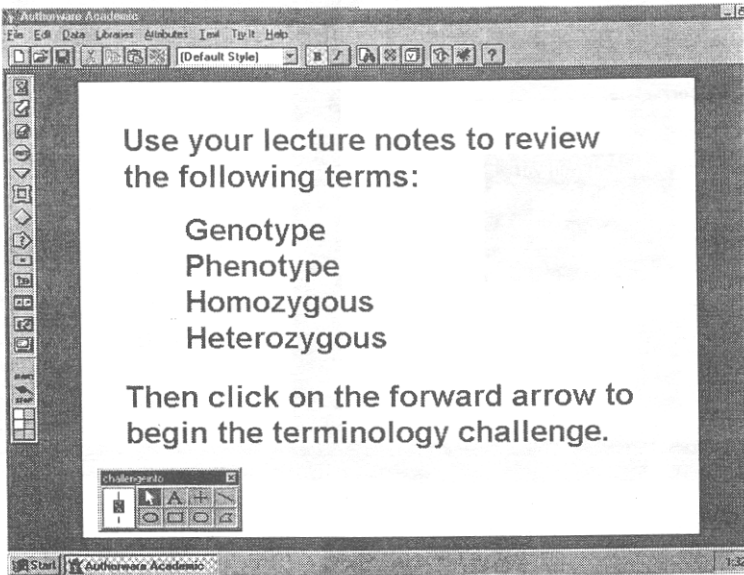 Authorware Academic
File Edit Data Libraries Attributes Text Try It Help
(Default Style) B I ?
Use your lecture notes to review
the following terms:
Genotype
Phenotype
Homozygous
Heterozygous
Then click on the forward arrow to
begin the terminology challenge.
A
Start Authorware Academic